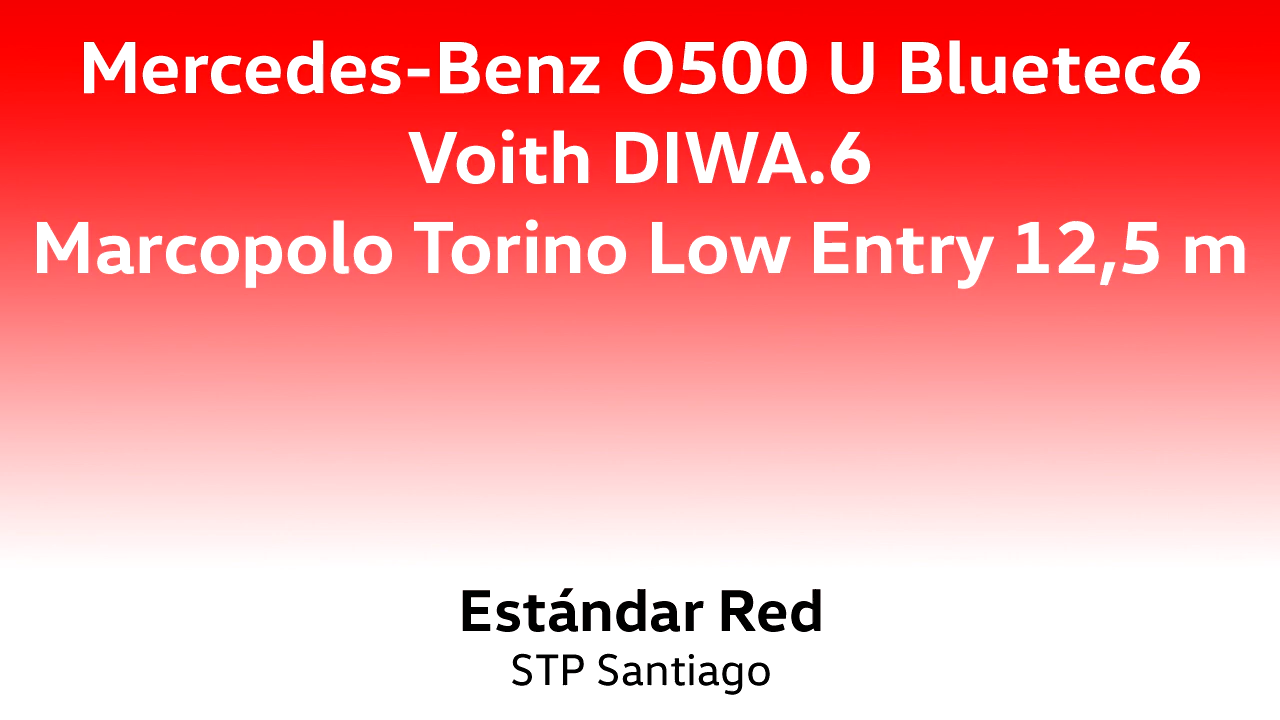 Mercedes-Benz O500 U Bluetec6
Voith DIWA.6
Marcopolo Torino Low Entry 12,5 m
Estándar Red
STP Santiago